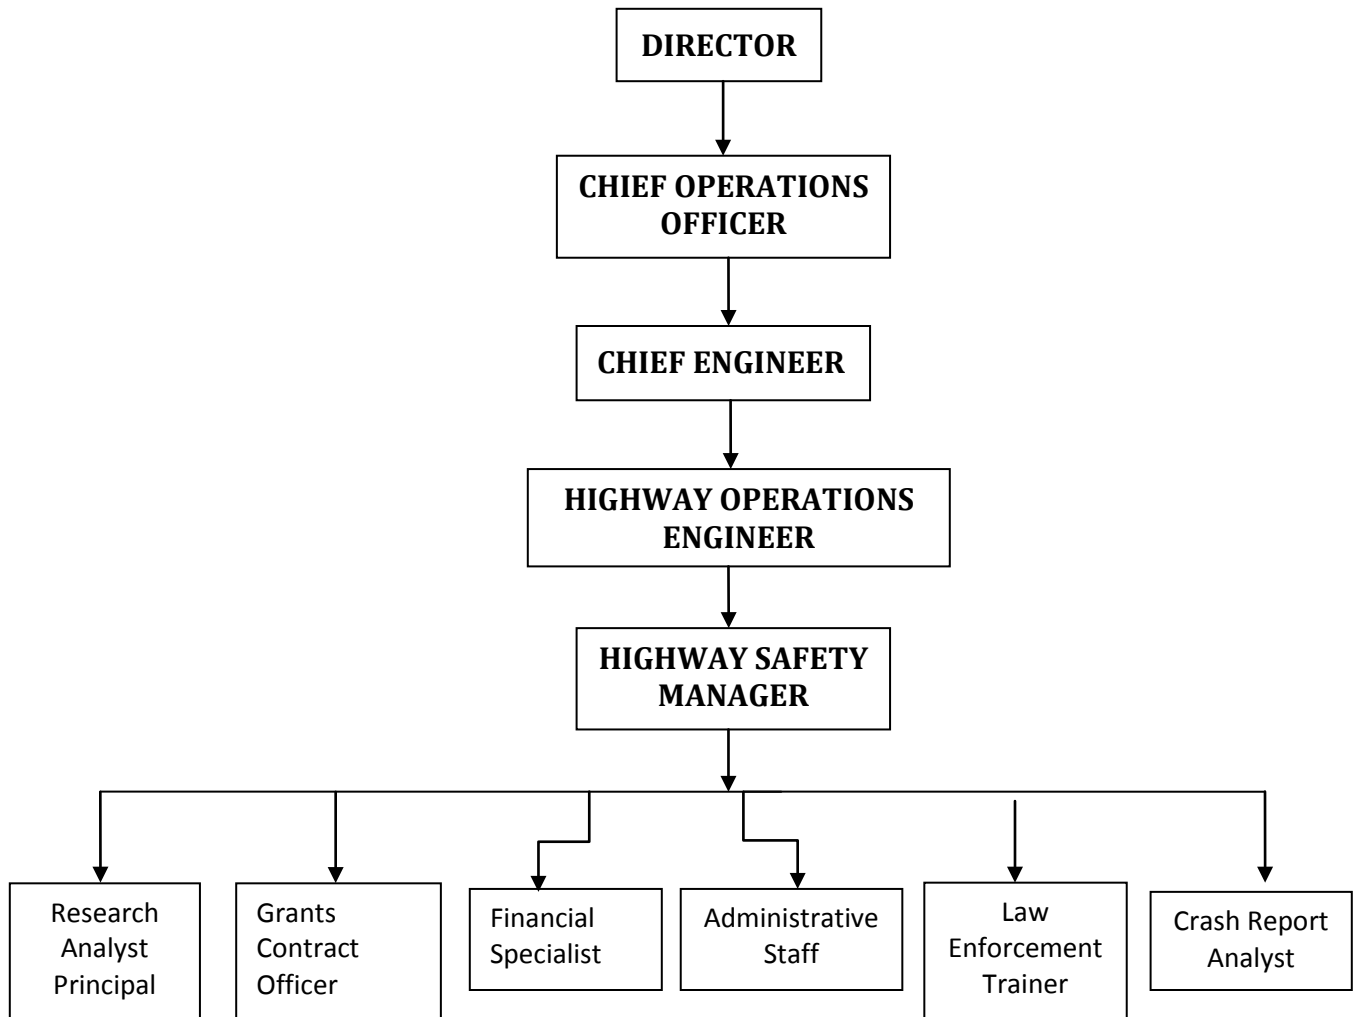 DIRECTOR
CHIEF OPERATIONS
OFFICER
CHIEF ENGINEER
HIGHWAY OPERATIONS
ENGINEER
HIGHWAY SAFETY
MANAGER
Research
Analyst
Principal
Grants
Contract
Officer
Financial
Specialist
Administrative
Staff
Law
Enforcement
Trainer
Crash Report
Analyst